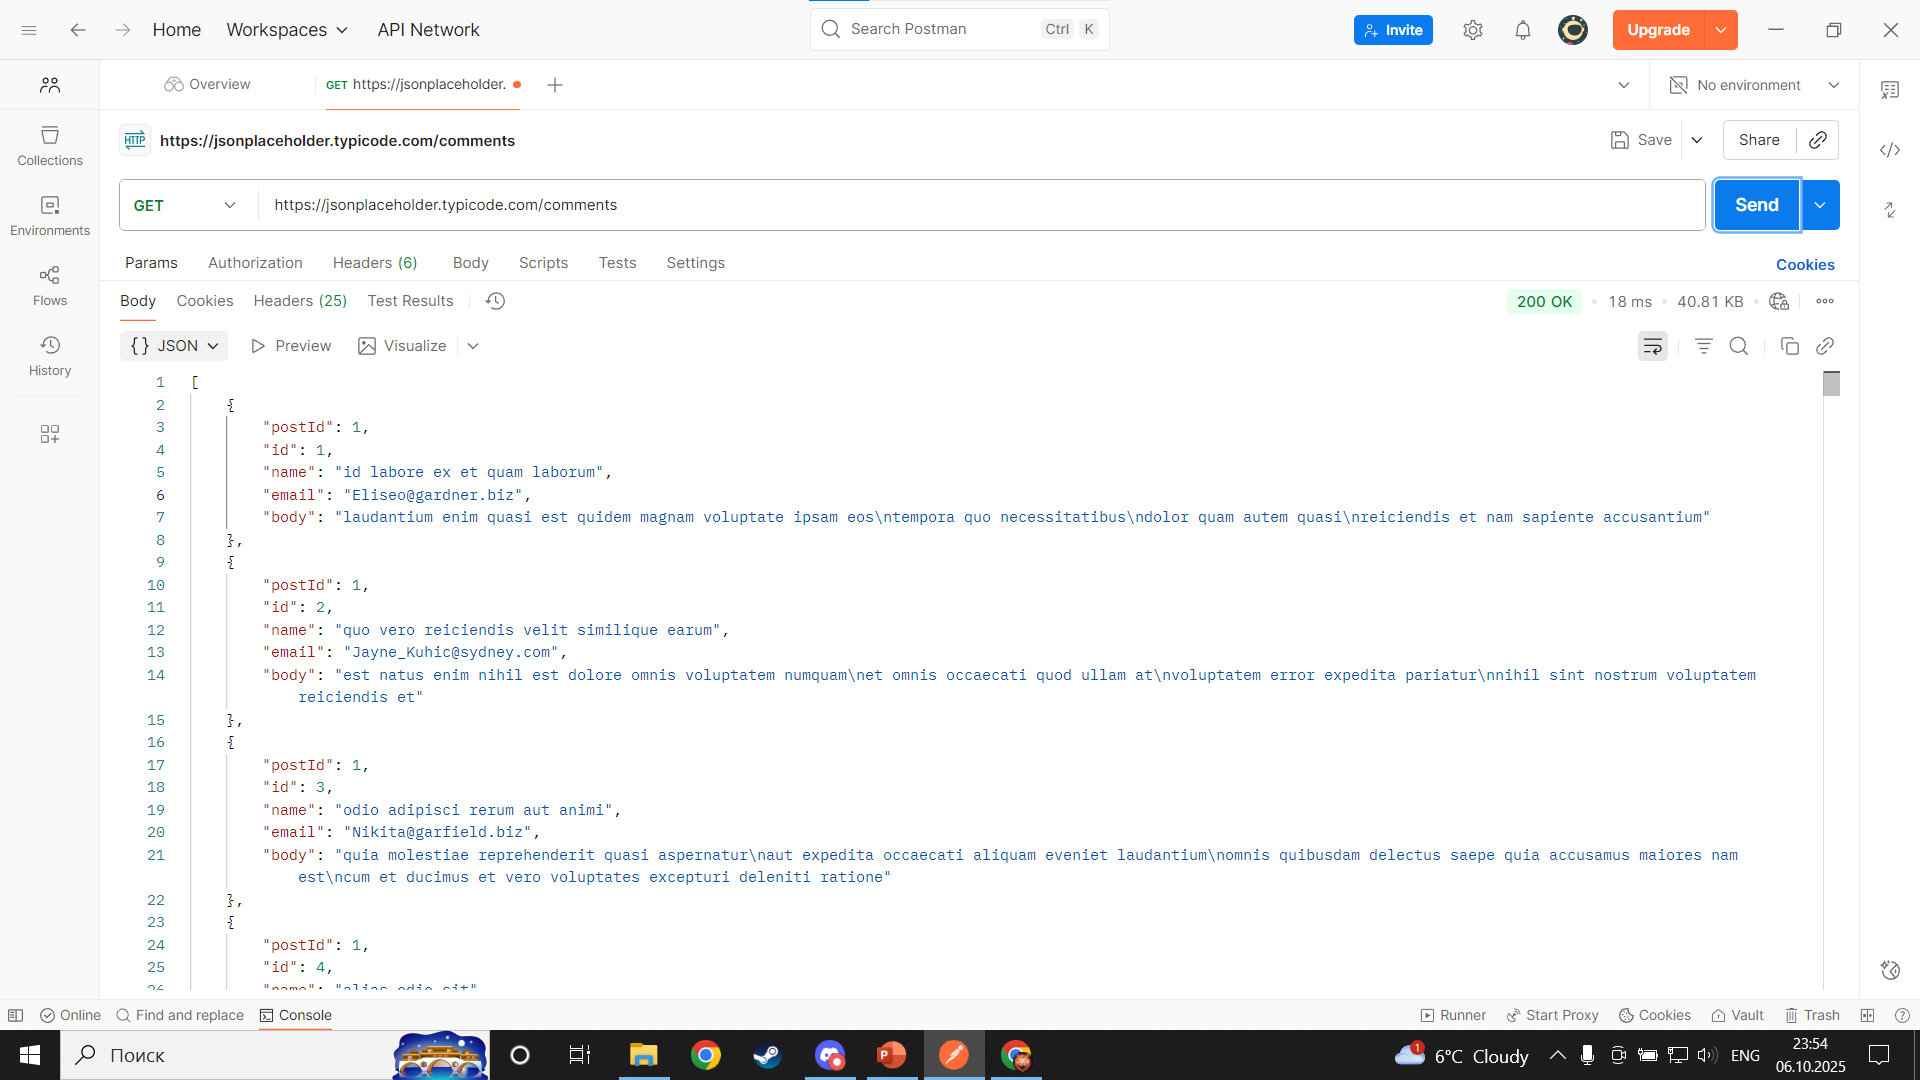 Home Workspaces API Network Search Postman Ctrl K Invite Upgrade
Overview GET https://jsonplaceholder. No environment
HTTP https://jsonplaceholder.typicode.com/comments Save Share
Collections
GET https://jsonplaceholder.typicode.com/comments Send
Environments
Params Authorization Headers (6) Body Scripts Tests Settings Cookies
Flows
Body Cookies Headers (25) Test Results 200 OK 18 ms 40.81 KB
{} JSON Preview Visualize
History
1 [
2 {
3 "postId": 1,
4 "id": 1,
5 "name": "id labore ex et quam laborum",
6 "email": "Eliseo@gardner.biz",
7 "body": "laudantium enim quasi est quidem magnam voluptate ipsam eos\ntempora quo necessitatibus\ndolor quam autem quasi\nreiciendis et nam sapiente accusantium"
8 },
9 {
10 "postId": 1,
11 "id": 2,
12 "name": "quo vero reiciendis velit similique earum",
13 "email": "Jayne_Kuhic@sydney.com",
14 "body": "est natus enim nihil est dolore omnis voluptatem numquam\net omnis occaecati quod ullam at\nvoluptatem error expedita pariatur\nnihil sint nostrum voluptatem
reiciendis et"
15 },
16 {
17 "postId": 1,
18 "id": 3,
19 "name": "odio adipisci rerum aut animi",
20 "email": "Nikita@garfield.biz",
21 "body": "quia molestiae reprehenderit quasi aspernatur\naut expedita occaecati aliquam eveniet laudantium\nomnis quibusdam delectus saepe quia accusamus maiores nam
est\ncum et ducimus et vero voluptates excepturi deleniti ratione"
22 },
23 {
24 "postId": 1,
25 "id": 4,
26 "name": "alias odio sit"
Online Find and replace Console Runner Start Proxy Cookies Vault Trash
Поиск 1 6°C Cloudy ENG 23:54
06.10.2025